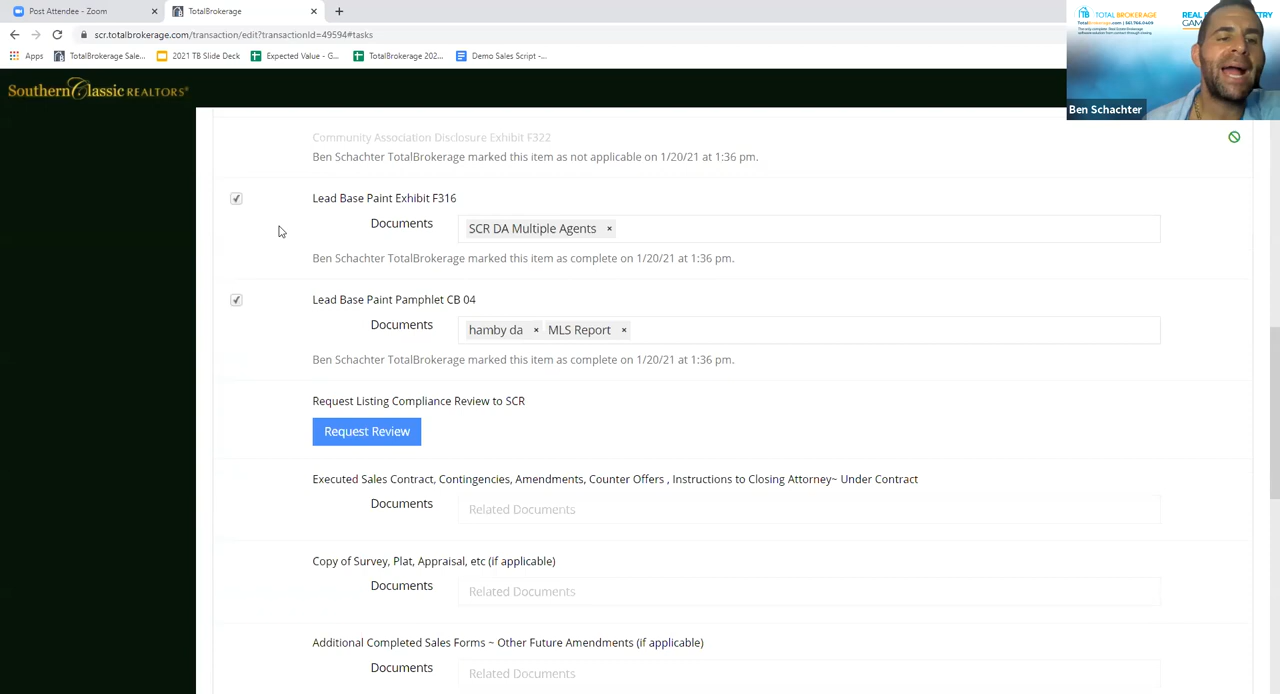 Post Attendee - Zoom
TotalBrokerage
scr.totalbrokerage.com/transaction/edit?transactionId=49594#tasks
Apps
TotalBrokerage Sale...
2021 TB Slide Deck
Expected Value - G...
TotalBrokerage 202...
Demo Sales Script -...
Southern Classic REALTORS®
TOTAL BROKERAGE
TotalBrokerage.com | 561.766.0409
REAL
Ben Schachter
Community Association Disclosure Exhibit F322
Ben Schachter TotalBrokerage marked this item as not applicable on 1/20/21 at 1:36 pm.
Lead Base Paint Exhibit F316
Documents
SCR DA Multiple Agents ×
Ben Schachter TotalBrokerage marked this item as complete on 1/20/21 at 1:36 pm.
Lead Base Paint Pamphlet CB 04
Documents
hamby da × MLS Report ×
Ben Schachter TotalBrokerage marked this item as complete on 1/20/21 at 1:36 pm.
Request Listing Compliance Review to SCR
Request Review
Executed Sales Contract, Contingencies, Amendments, Counter Offers , Instructions to Closing Attorney~ Under Contract
Documents
Related Documents
Copy of Survey, Plat, Appraisal, etc (if applicable)
Documents
Related Documents
Additional Completed Sales Forms ~ Other Future Amendments (if applicable)
Documents
Related Documents